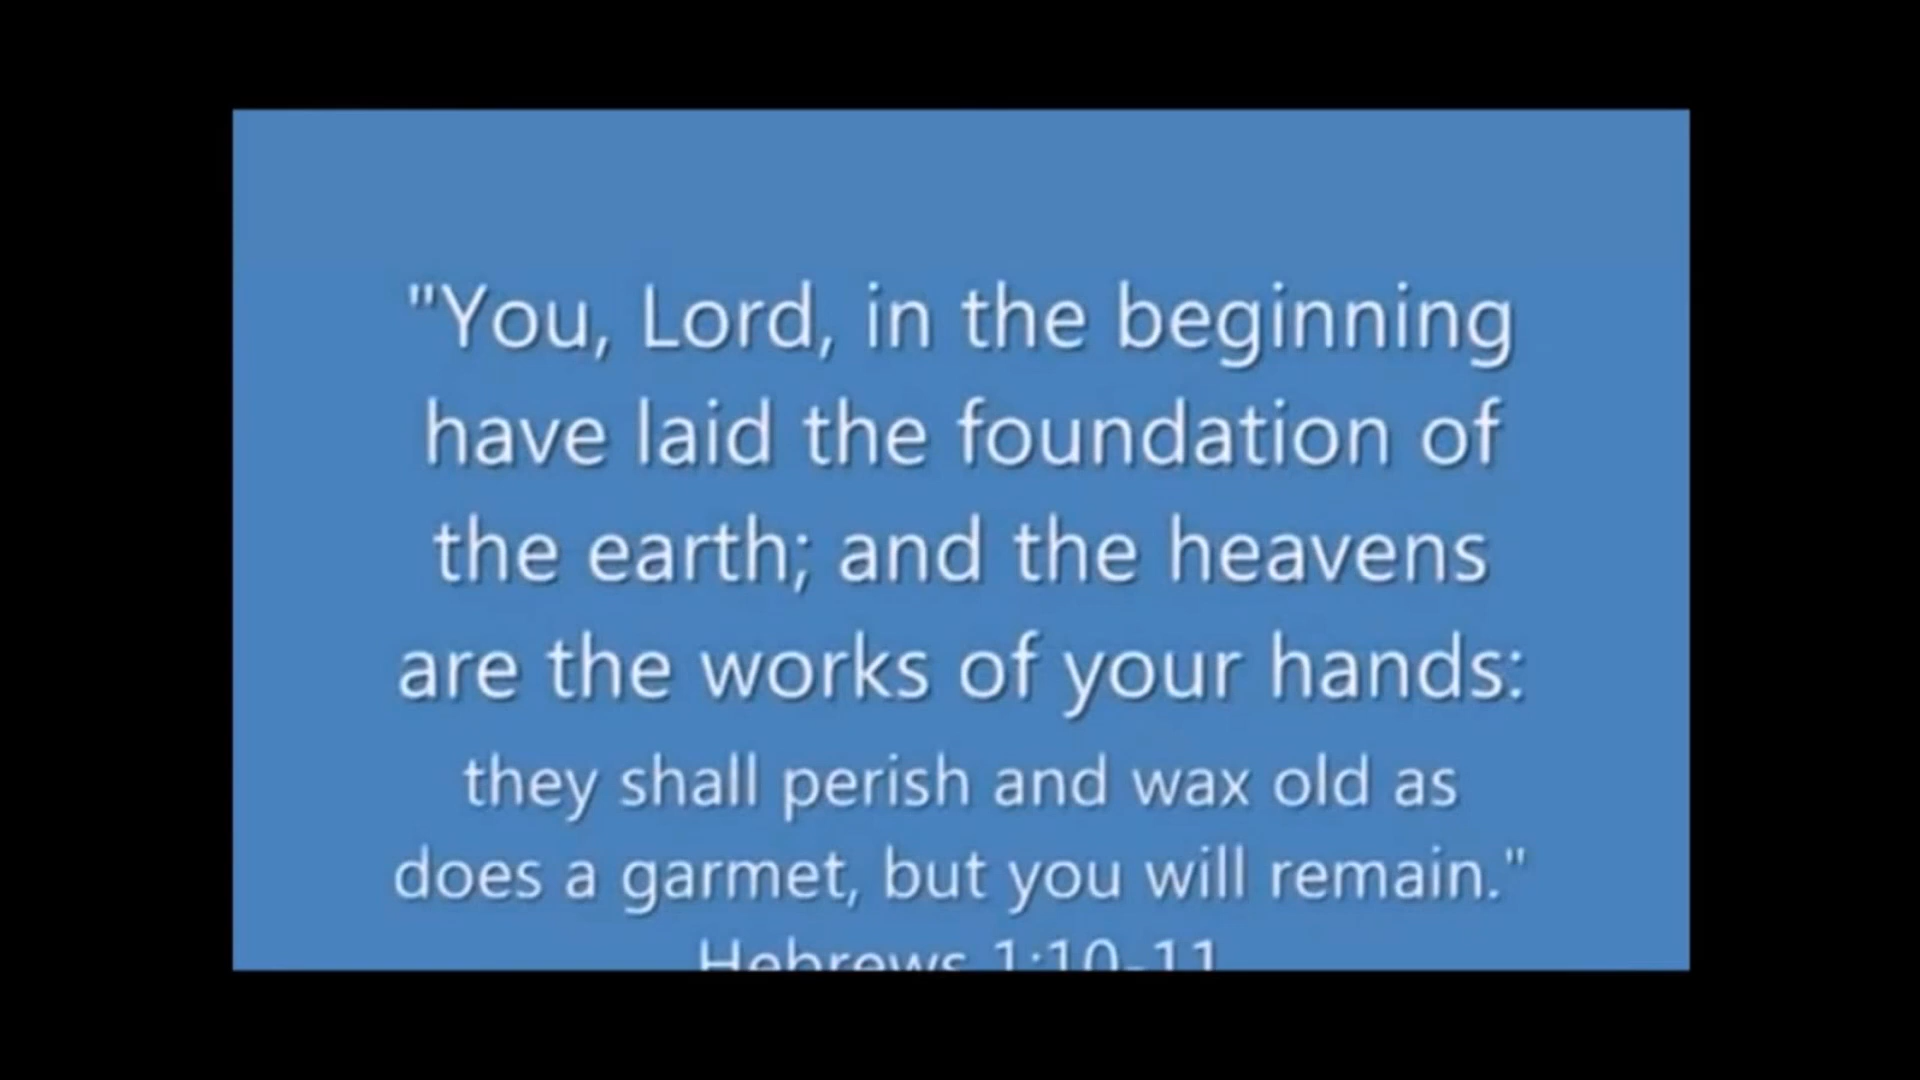 "You, Lord, in the beginning
have laid the foundation of
the earth; and the heavens
are the works of your hands:
they shall perish and wax old as
does a garmet, but you will remain."
Hebrews 1:10-11